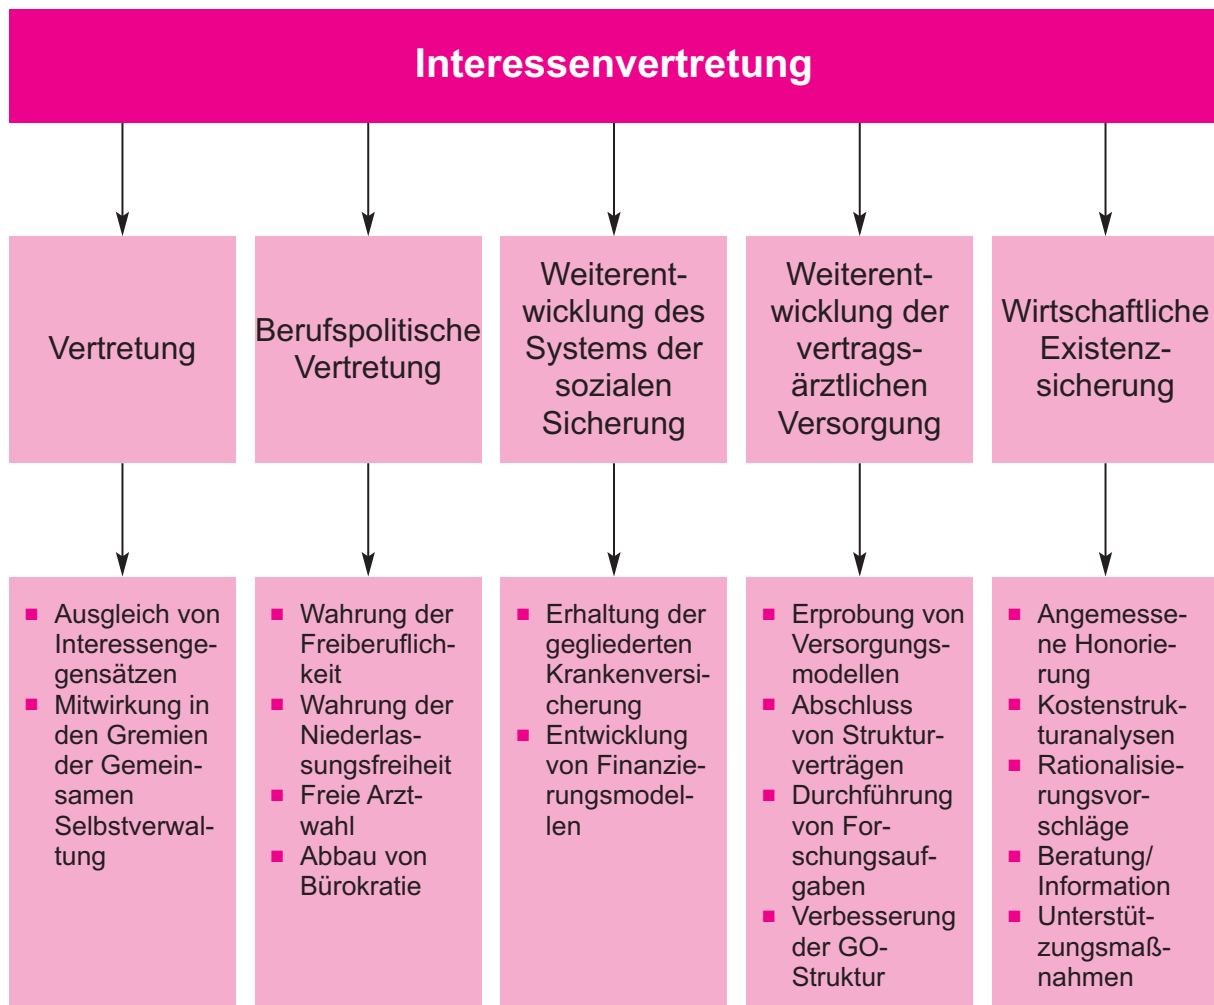 Interessenvertretung
Vertretung
Berufspolitische
Vertretung
Weiterent-
wicklung des
Systems der
sozialen
Sicherung
Weiterent-
wicklung der
vertrags-
ärztlichen
Versorgung
Wirtschaftliche
Existenz-
sicherung
Ausgleich von
Interessenge-
gensätzen
Mitwirkung in
den Gremien
der Gemein-
samen
Selbstverwal-
tung
Wahrung der
Freiberuflich-
keit
Wahrung der
Niederlas-
sungsfreiheit
Freie Arzt-
wahl
Abbau von
Bürokratie
Erhaltung der
gegliederten
Krankenversi-
cherung
Entwicklung
von Finanzie-
rungsmodel-
len
Erprobung von
Versorgungs-
modellen
Abschluss
von Struktur-
verträgen
Durchführung
von For-
schungsauf-
gaben
Verbesserung
der GO-
Struktur
Angemesse-
ne Honorie-
rung
Kostenstruk-
turanalysen
Rationalisie-
rungsvor-
schläge
Beratung/
Information
Unterstüt-
zungsmaß-
nahmen